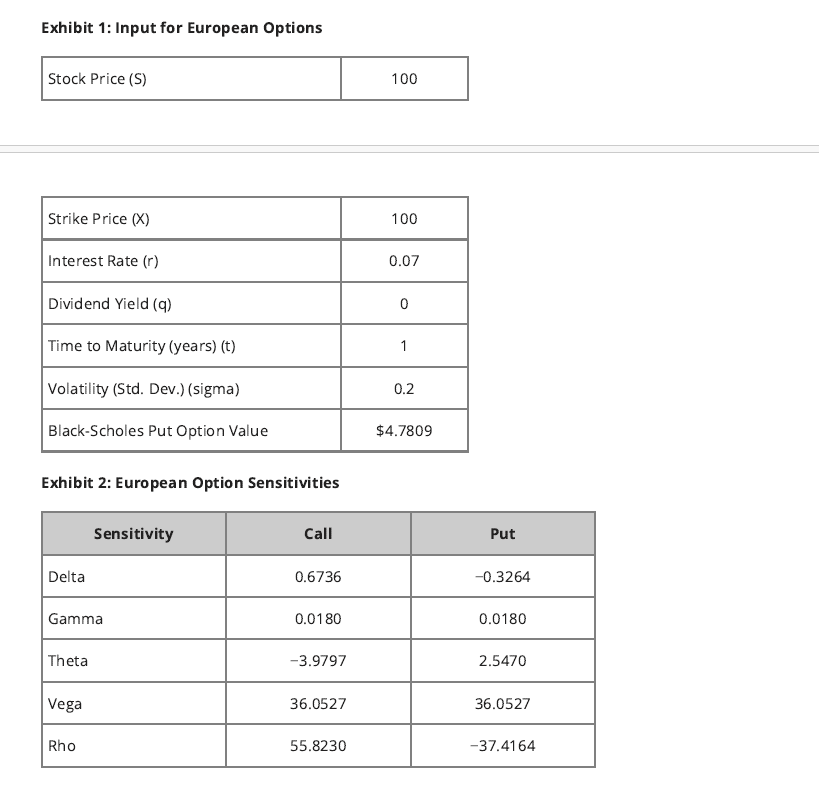 Exhibit 1: Input for European Options
Stock Price (S) 100
Strike Price (X) 100
Interest Rate (r) 0.07
Dividend Yield (q) 0
Time to Maturity (years) (t) 1
Volatility (Std. Dev.) (sigma) 0.2
Black-Scholes Put Option Value $4.7809
Exhibit 2: European Option Sensitivities
Sensitivity Call Put
Delta 0.6736 −0.3264
Gamma 0.0180 0.0180
Theta −3.9797 2.5470
Vega 36.0527 36.0527
Rho 55.8230 −37.4164